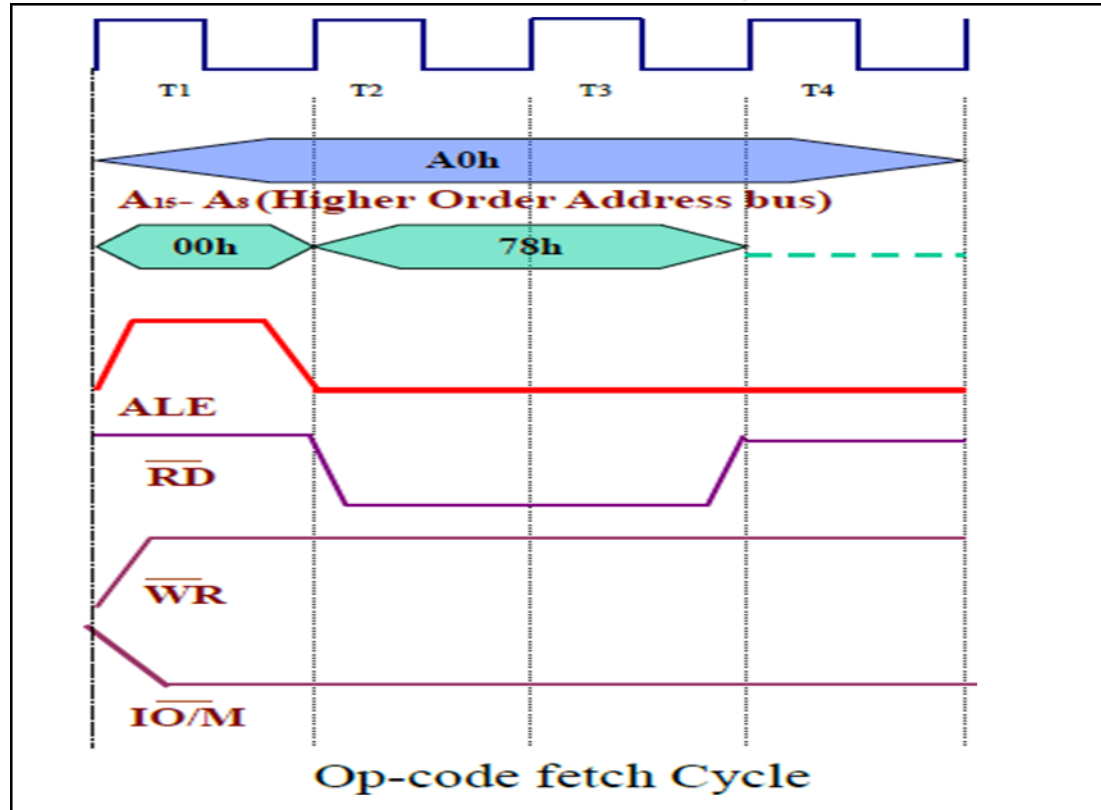 T1 T2 T3 T4
A0h
A15- A8 (Higher Order Address bus)
00h 78h
ALE
RD
WR
IO/M
Op-code fetch Cycle